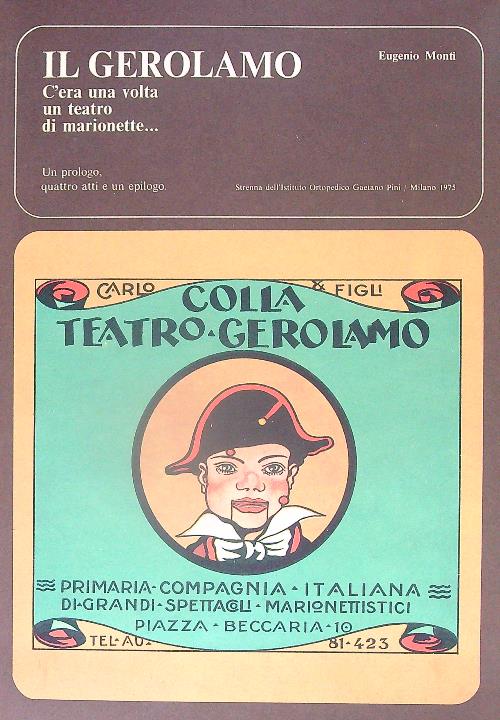 IL GEROLAMO
Eugenio Monti
C'era una volta
un teatro
di marionette...
Un prologo,
quattro atti e un epilogo.
Strenna dell'Istituto Ortopedico Gaetano Pini / Milano 1975
CARLO & FIGLI
COLLA
TEATRO·GEROLAMO
PRIMARIA·COMPAGNIA·ITALIANA
DI·GRANDI·SPETTACOLI·MARIONETTISTICI
PIAZZA·BECCARIA·10
TEL·AU· 81·423